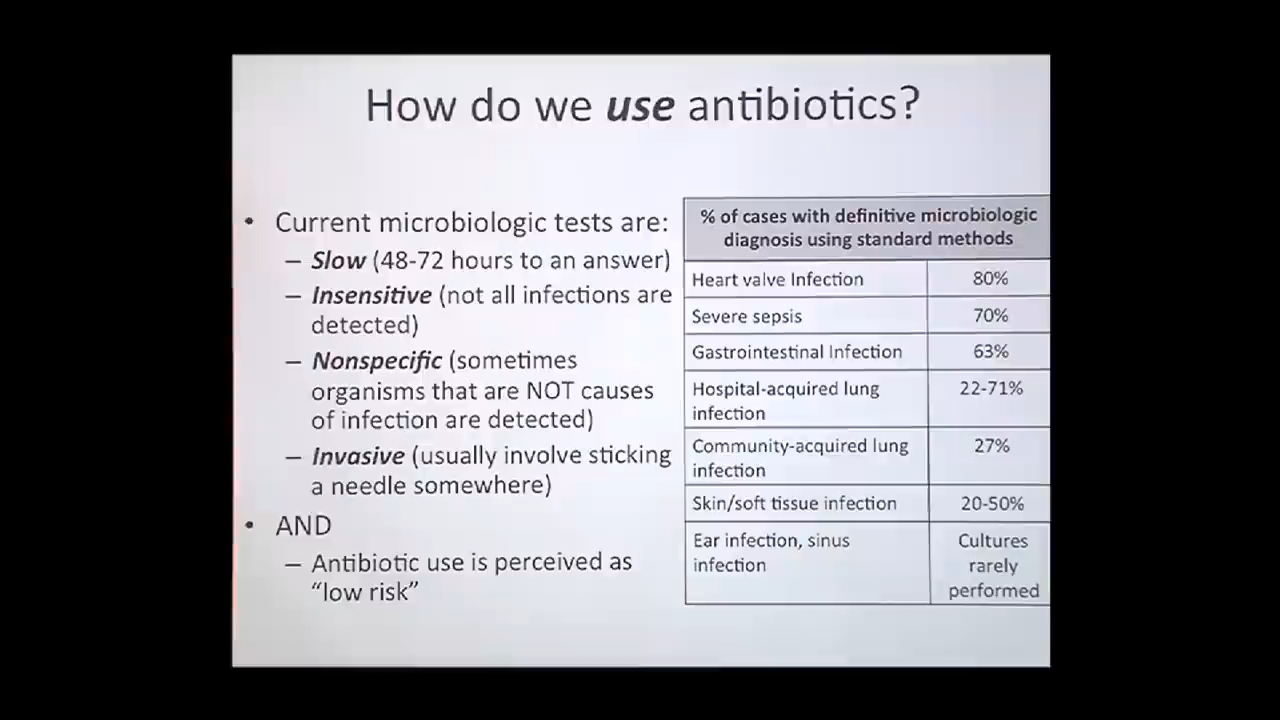 How do we use antibiotics?
• Current microbiologic tests are:
– Slow (48-72 hours to an answer)
– Insensitive (not all infections are
detected)
– Nonspecific (sometimes
organisms that are NOT causes
of infection are detected)
– Invasive (usually involve sticking
a needle somewhere)
• AND
– Antibiotic use is perceived as
“low risk”
% of cases with definitive microbiologic
diagnosis using standard methods
Heart valve Infection 80%
Severe sepsis 70%
Gastrointestinal Infection 63%
Hospital-acquired lung 22-71%
infection
Community-acquired lung 27%
infection
Skin/soft tissue infection 20-50%
Ear infection, sinus Cultures
infection rarely
performed